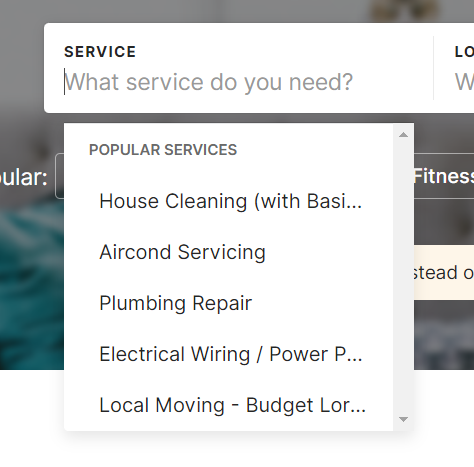 SERVICE LO
What service do you need? W
POPULAR SERVICES
ular: Fitness
House Cleaning (with Basi...
Aircond Servicing
stead o
Plumbing Repair
Electrical Wiring / Power P...
Local Moving - Budget Lor...